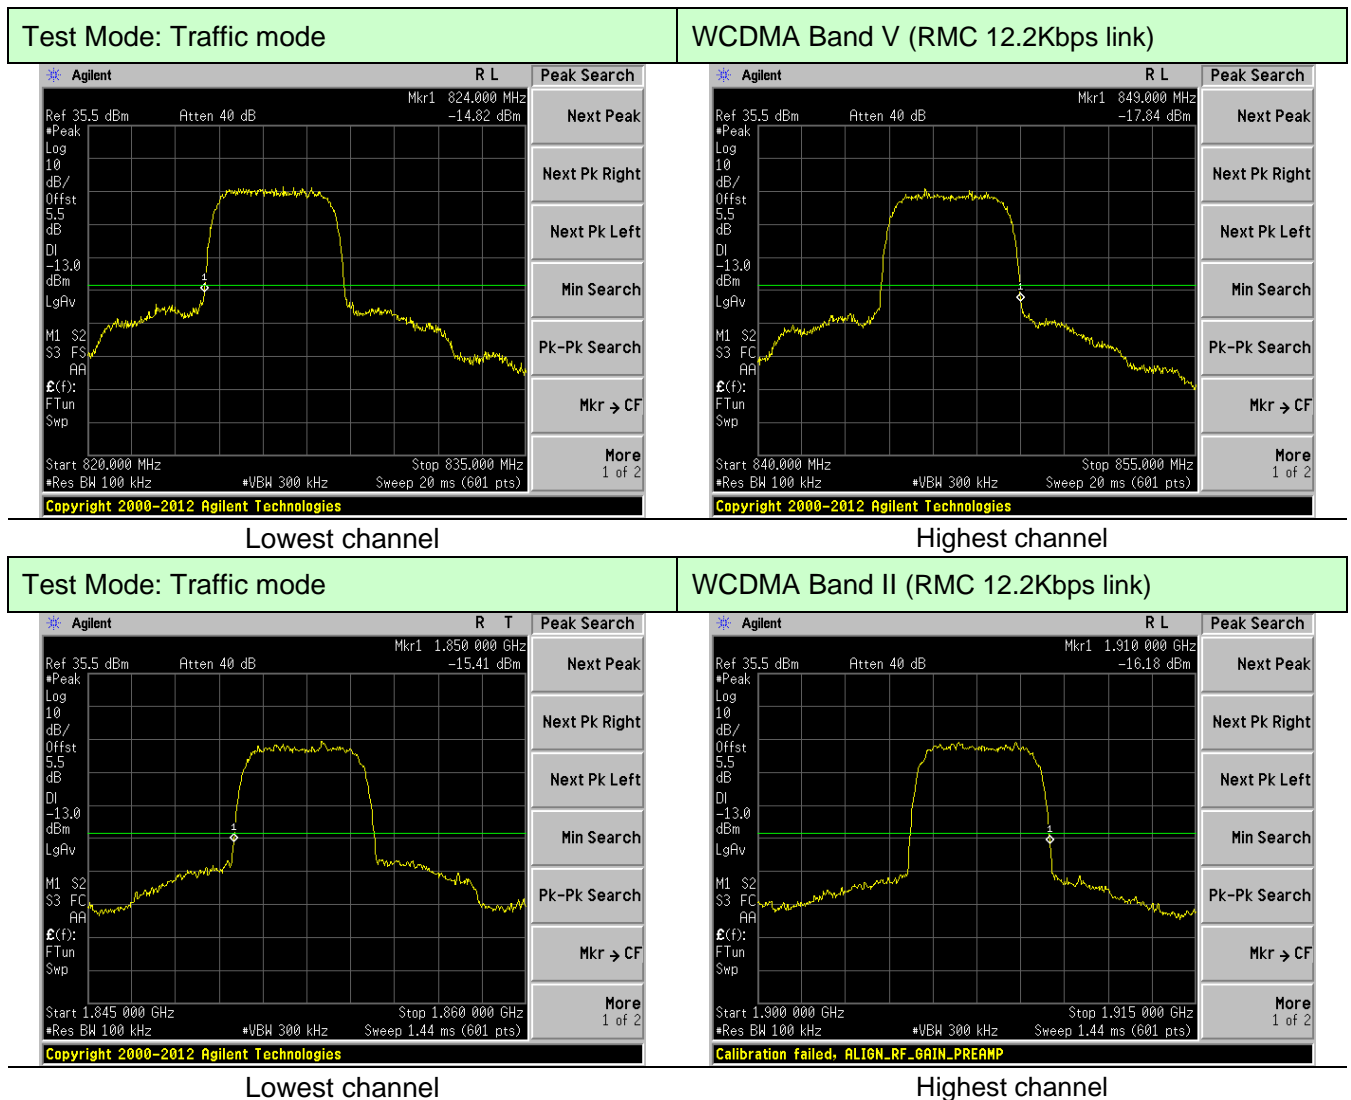 Test Mode: Traffic mode
WCDMA Band V (RMC 12.2Kbps link)
Agilent
R L
Peak Search
Mkr1 824.000 MHz
Ref 35.5 dBm
Atten 40 dB
-14.82 dBm
Next Peak
#Peak
Log
10
dB/
Offst
5.5
dB
DI
-13.0
dBm
LgAv
M1 S2
S3 FS
AA
£(f):
FTun
Swp
1
Next Pk Right
Next Pk Left
Min Search
Pk-Pk Search
Mkr → CF
More
1 of 2
Start 820.000 MHz
Stop 835.000 MHz
#Res BW 100 kHz
#VBW 300 kHz
Sweep 20 ms (601 pts)
Copyright 2000-2012 Agilent Technologies
Lowest channel
Agilent
R L
Peak Search
Mkr1 849.000 MHz
Ref 35.5 dBm
Atten 40 dB
-17.84 dBm
Next Peak
#Peak
Log
10
dB/
Offst
5.5
dB
DI
-13.0
dBm
LgAv
M1 S2
S3 FC
AA
£(f):
FTun
Swp
1
Next Pk Right
Next Pk Left
Min Search
Pk-Pk Search
Mkr → CF
More
1 of 2
Start 840.000 MHz
Stop 855.000 MHz
#Res BW 100 kHz
#VBW 300 kHz
Sweep 20 ms (601 pts)
Copyright 2000-2012 Agilent Technologies
Highest channel
Test Mode: Traffic mode
WCDMA Band II (RMC 12.2Kbps link)
Agilent
R T
Peak Search
Mkr1 1.850 000 GHz
Ref 35.5 dBm
Atten 40 dB
-15.41 dBm
Next Peak
#Peak
Log
10
dB/
Offst
5.5
dB
DI
-13.0
dBm
LgAv
M1 S2
S3 FC
AA
£(f):
FTun
Swp
1
Next Pk Right
Next Pk Left
Min Search
Pk-Pk Search
Mkr → CF
More
1 of 2
Start 1.845 000 GHz
Stop 1.860 000 GHz
#Res BW 100 kHz
#VBW 300 kHz
Sweep 1.44 ms (601 pts)
Copyright 2000-2012 Agilent Technologies
Lowest channel
Agilent
R L
Peak Search
Mkr1 1.910 000 GHz
Ref 35.5 dBm
Atten 40 dB
-16.18 dBm
Next Peak
#Peak
Log
10
dB/
Offst
5.5
dB
DI
-13.0
dBm
LgAv
M1 S2
S3 FC
AA
£(f):
FTun
Swp
1
Next Pk Right
Next Pk Left
Min Search
Pk-Pk Search
Mkr → CF
More
1 of 2
Start 1.900 000 GHz
Stop 1.915 000 GHz
#Res BW 100 kHz
#VBW 300 kHz
Sweep 1.44 ms (601 pts)
Calibration failed, ALIGN_RF_GAIN_PREAMP
Highest channel